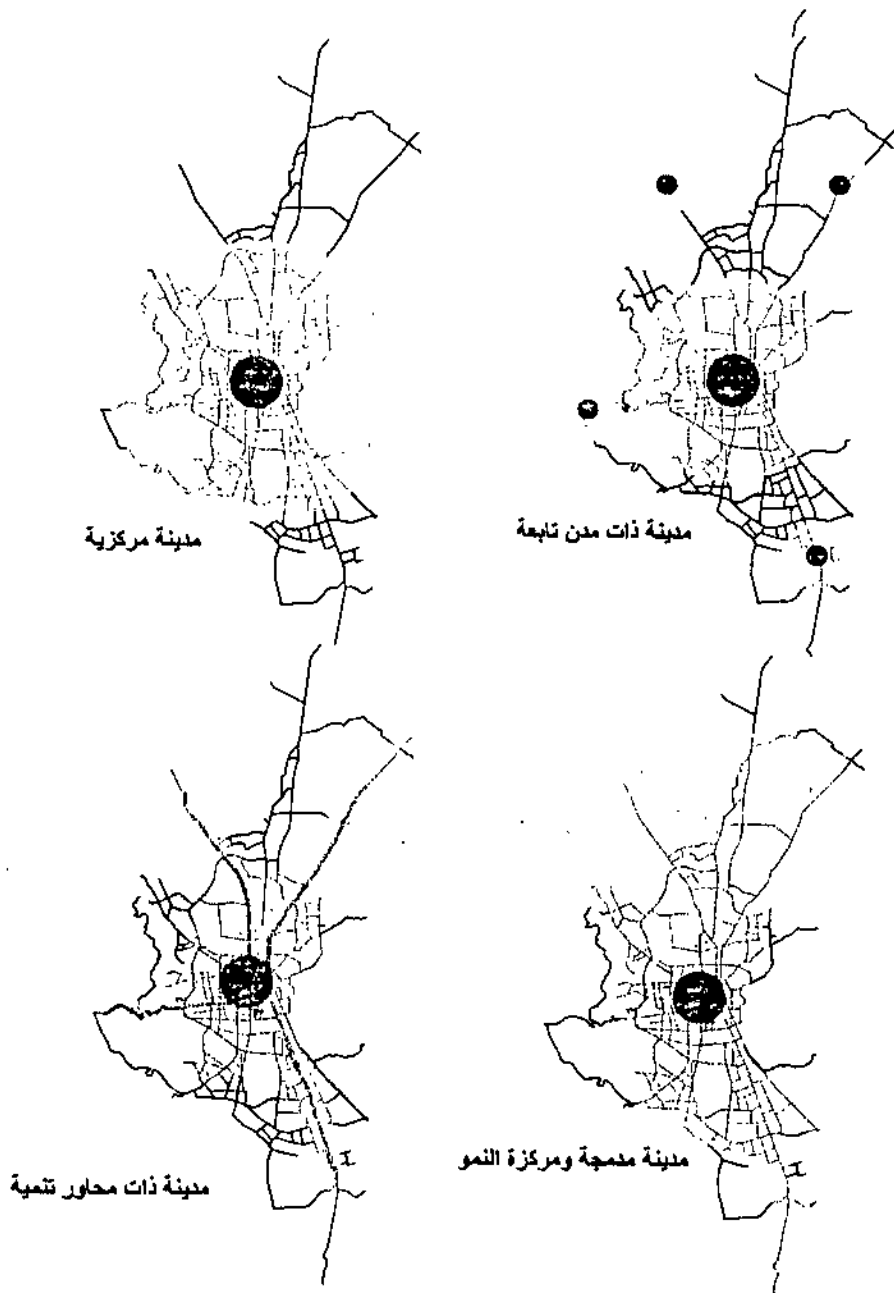 مدينة مركزية
مدينة ذات مدن تابعة
مدينة ذات محاور تنمية
مدينة مدمجة ومركزة النمو